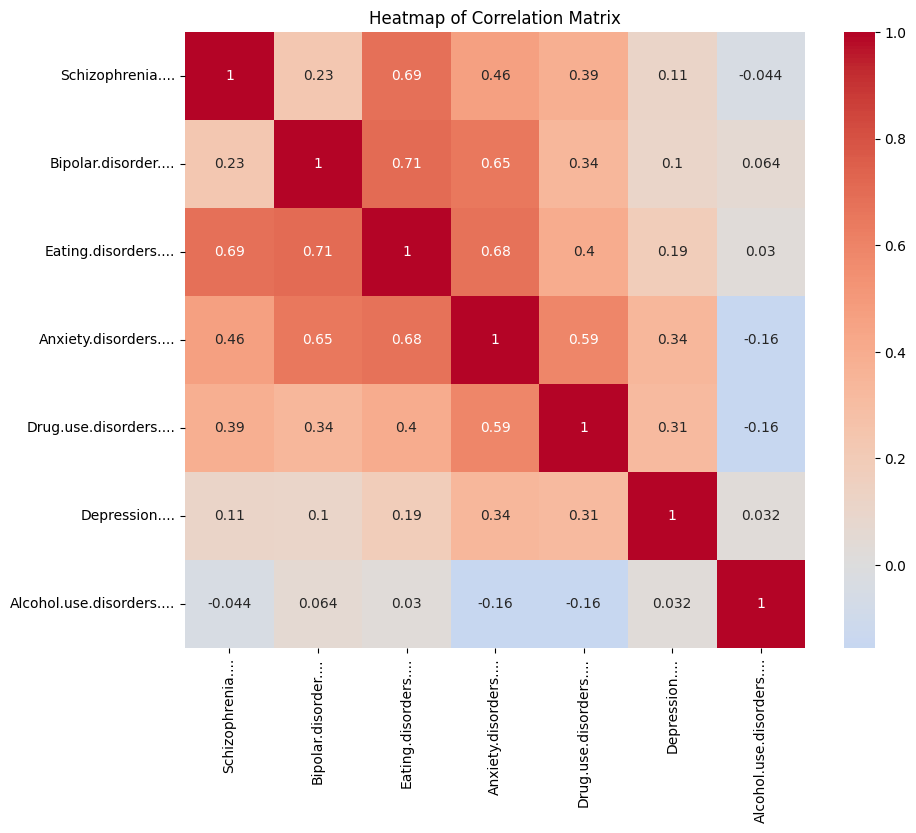 Heatmap of Correlation Matrix
Schizophrenia.... 1 0.23 0.69 0.46 0.39 0.11 -0.044
Bipolar.disorder.... 0.23 1 0.71 0.65 0.34 0.1 0.064
Eating.disorders.... 0.69 0.71 1 0.68 0.4 0.19 0.03
Anxiety.disorders.... 0.46 0.65 0.68 1 0.59 0.34 -0.16
Drug.use.disorders.... 0.39 0.34 0.4 0.59 1 0.31 -0.16
Depression.... 0.11 0.1 0.19 0.34 0.31 1 0.032
Alcohol.use.disorders.... -0.044 0.064 0.03 -0.16 -0.16 0.032 1
Schizophrenia....
Bipolar.disorder....
Eating.disorders....
Anxiety.disorders....
Drug.use.disorders....
Depression....
Alcohol.use.disorders....
1.0
0.8
0.6
0.4
0.2
0.0